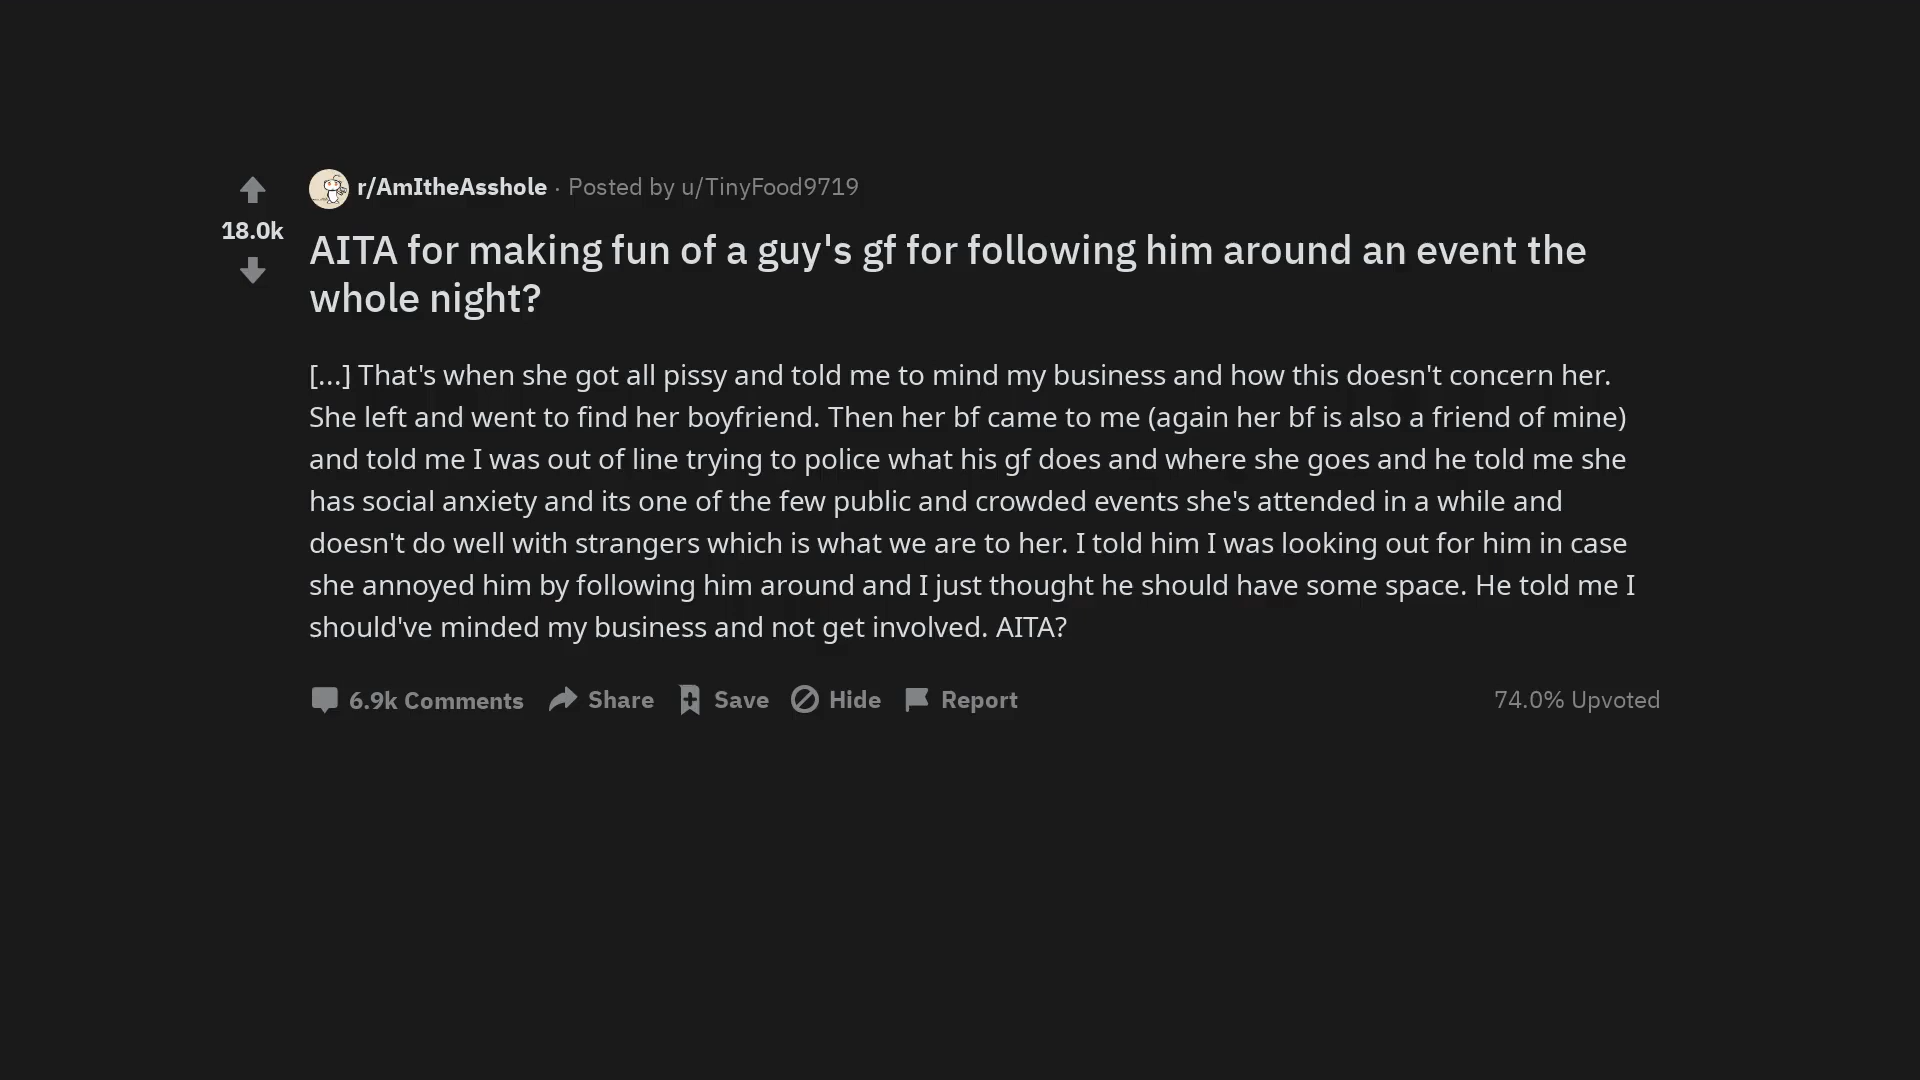 r/AmItheAsshole · Posted by u/TinyFood9719
18.0k
AITA for making fun of a guy's gf for following him around an event the
whole night?
[...] That's when she got all pissy and told me to mind my business and how this doesn't concern her.
She left and went to find her boyfriend. Then her bf came to me (again her bf is also a friend of mine)
and told me I was out of line trying to police what his gf does and where she goes and he told me she
has social anxiety and its one of the few public and crowded events she's attended in a while and
doesn't do well with strangers which is what we are to her. I told him I was looking out for him in case
she annoyed him by following him around and I just thought he should have some space. He told me I
should've minded my business and not get involved. AITA?
6.9k Comments Share Save Hide Report 74.0% Upvoted